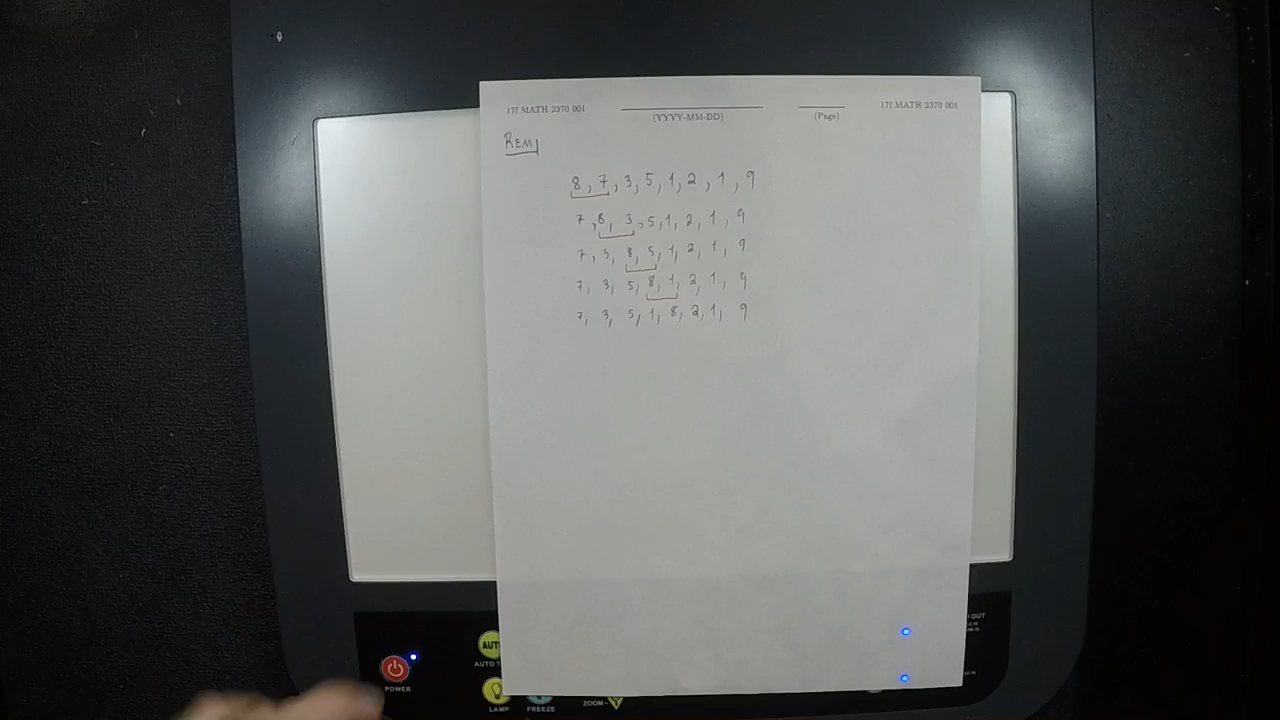 17f MATH 2370 001 (YYYY-MM-DD) (Page) 17f MATH 2370 001
REM
8, 7, 3, 5, 1, 2, 1, 9
7, 8, 3, 5, 1, 2, 1, 9
7, 3, 8, 5, 1, 2, 1, 9
7, 3, 5, 8, 1, 2, 1, 9
7, 3, 5, 1, 8, 2, 1, 9
POWER
LAMP
FREEZE
ZOOM-